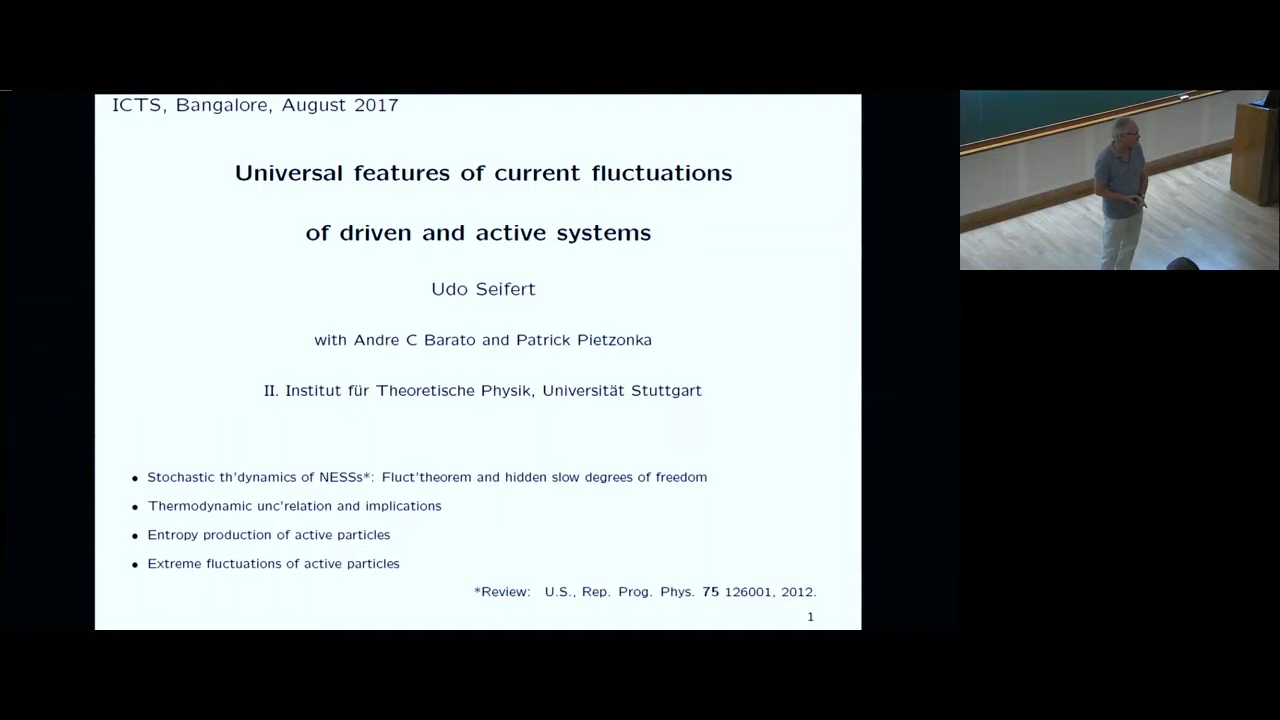 ICTS, Bangalore, August 2017
Universal features of current fluctuations
of driven and active systems
Udo Seifert
with Andre C Barato and Patrick Pietzonka
II. Institut für Theoretische Physik, Universität Stuttgart
• Stochastic th'dynamics of NESSs*: Fluct'theorem and hidden slow degrees of freedom
• Thermodynamic unc'relation and implications
• Entropy production of active particles
• Extreme fluctuations of active particles
*Review: U.S., Rep. Prog. Phys. 75 126001, 2012.
1